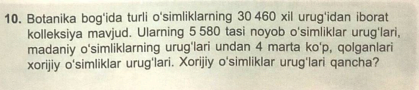 10. Botanika bog'ida turli o'simliklarning 30 460 xil urug'idan iborat
kolleksiya mavjud. Ularning 5 580 tasi noyob o'simliklar urug'lari,
madaniy o'simliklarning urug'lari undan 4 marta ko'p, qolganlari
xorijiy o'simliklar urug'lari. Xorijiy o'simliklar urug'lari qancha?